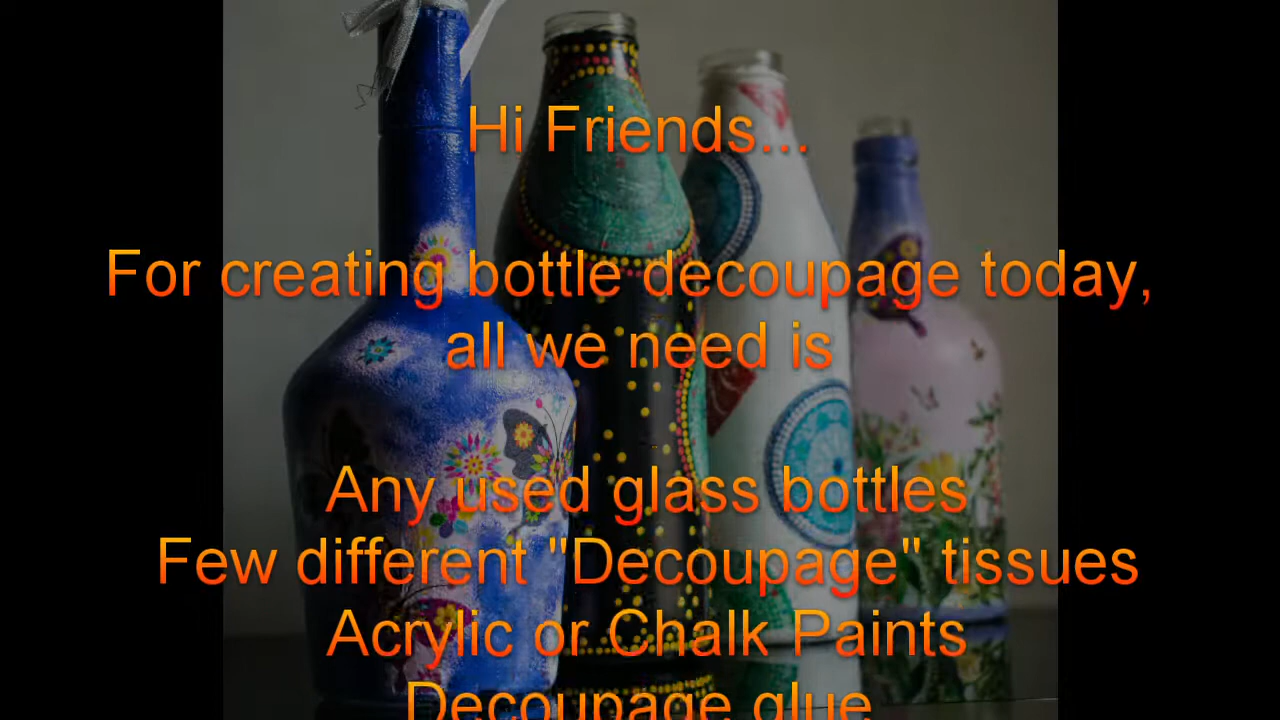 Hi Friends...
For creating bottle decoupage today,
all we need is
Any used glass bottles
Few different "Decoupage" tissues
Acrylic or Chalk Paints
Decoupage glue